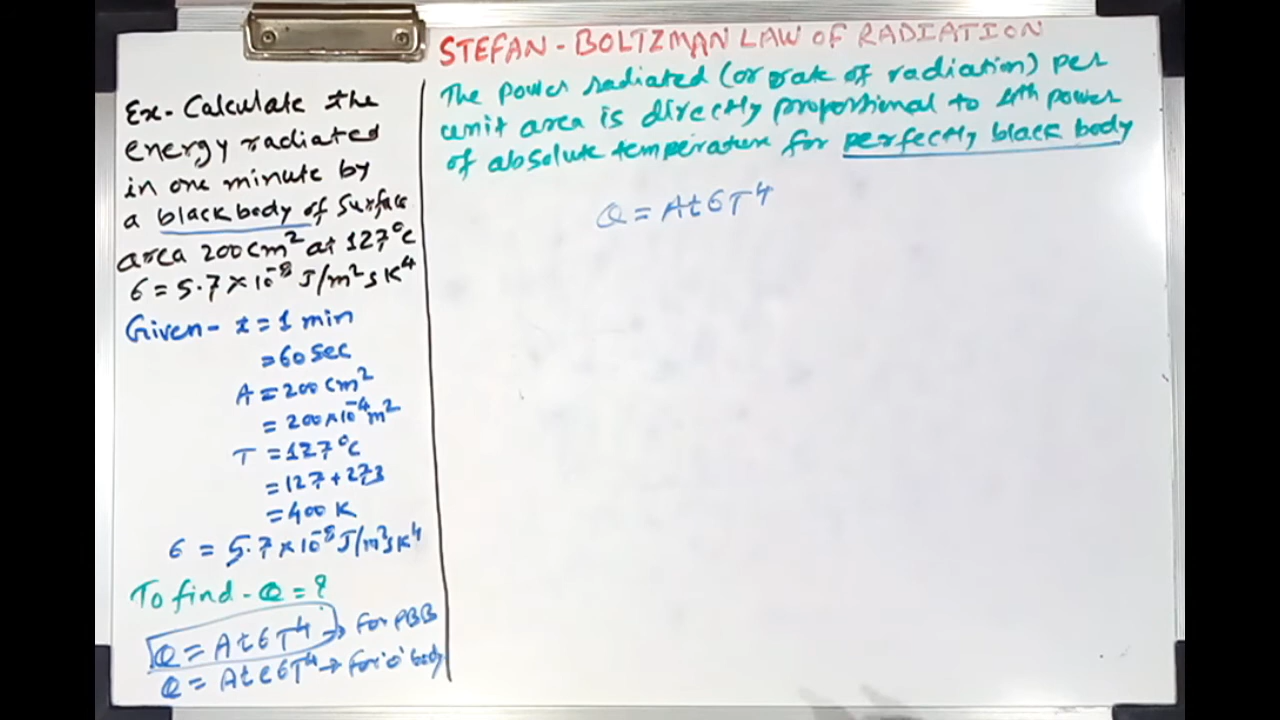 STEFAN - BOLTZMAN LAW OF RADIATION
The power radiated (or rate of radiation) per
unit area is directly proportional to 4th power
of absolute temperature for perfectly black body
Q = AtσT⁴
Ex- Calculate the
energy radiated
in one minute by
a black body of surface
area 200 cm² at 127°C
σ = 5.7 × 10⁻⁸ J/m²sK⁴
Given- t = 1 min
= 60 sec
A = 200 cm²
= 200×10⁻⁴m²
T = 127°C
= 127+273
= 400 K
σ = 5.7×10⁻⁸ J/m²sK⁴
To find - Q = ?
Q = AtσT⁴ → For PBB
Q = AteσT⁴ → For 'o' body